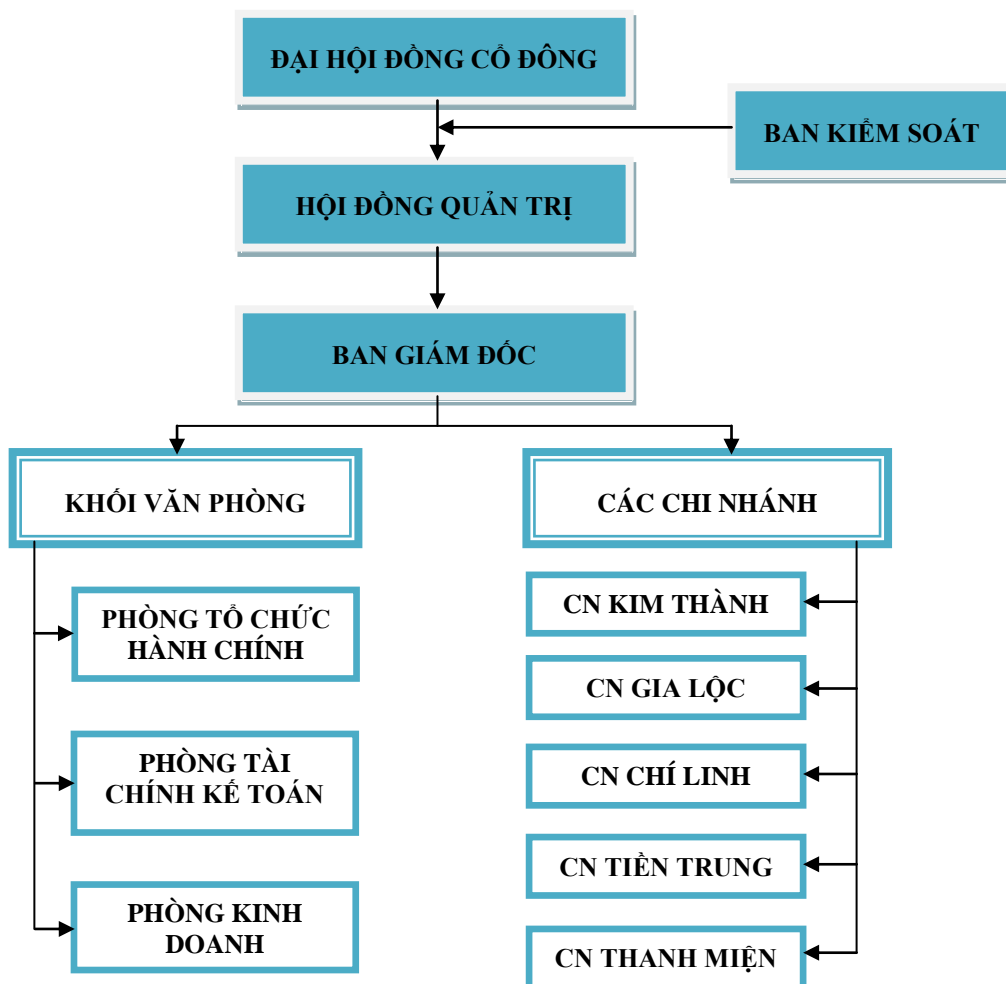 ĐẠI HỘI ĐỒNG CỔ ĐÔNG
BAN KIỂM SOÁT
HỘI ĐỒNG QUẢN TRỊ
BAN GIÁM ĐỐC
KHỐI VĂN PHÒNG
PHÒNG TỔ CHỨC
HÀNH CHÍNH
PHÒNG TÀI
CHÍNH KẾ TOÁN
PHÒNG KINH
DOANH
CÁC CHI NHÁNH
CN KIM THÀNH
CN GIA LỘC
CN CHÍ LINH
CN TIỀN TRUNG
CN THANH MIỆN